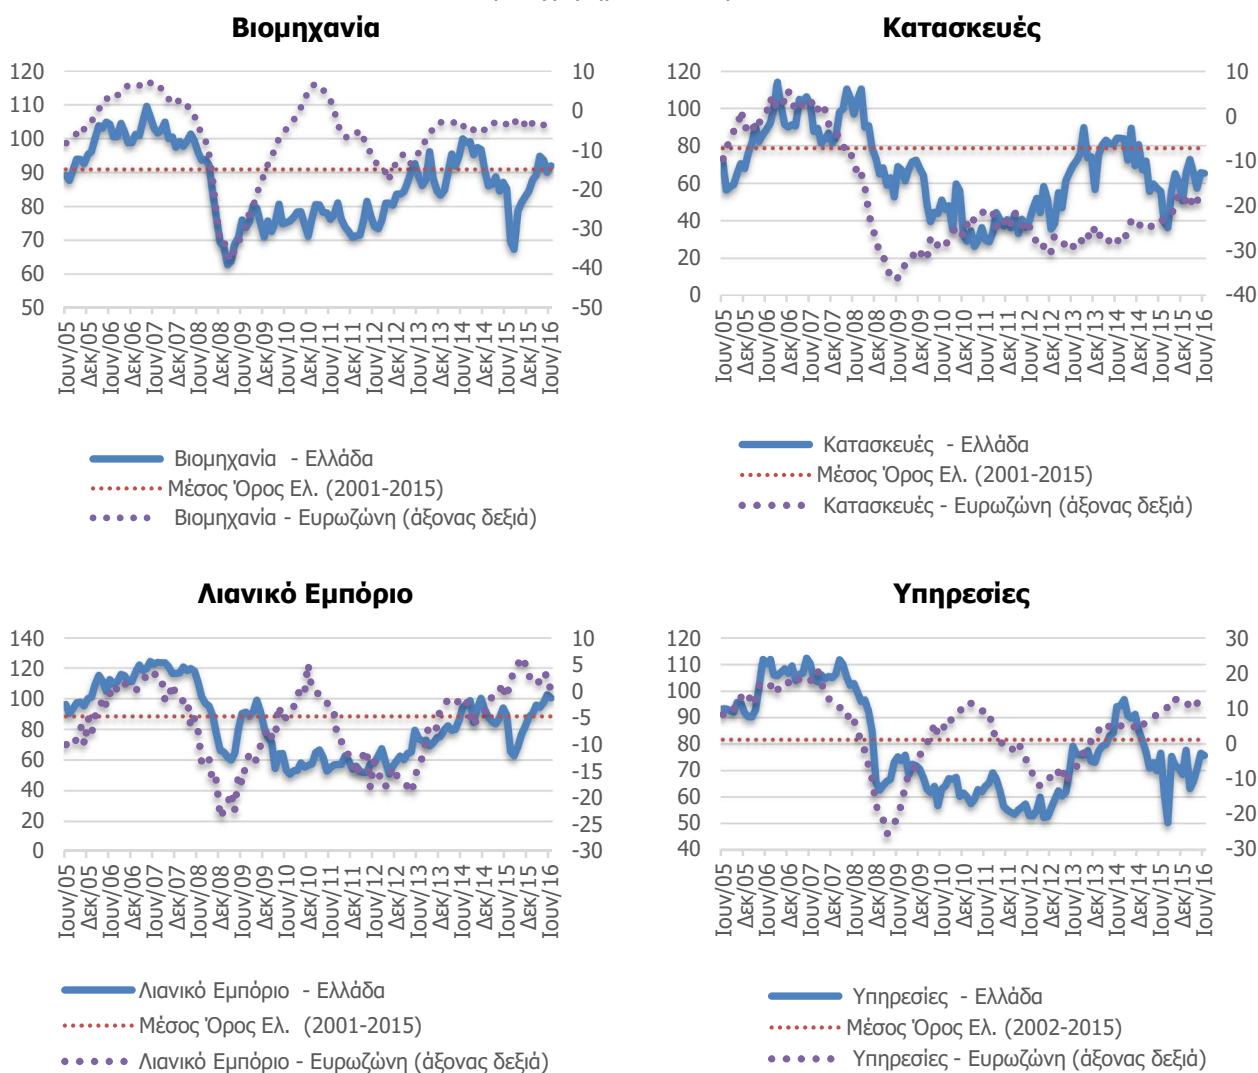 Βιομηχανία
120
110
100
90
80
70
60
50
10
0
-10
-20
-30
-40
-50
Ιουν/05
Δεκ/05
Ιουν/06
Δεκ/06
Ιουν/07
Δεκ/07
Ιουν/08
Δεκ/08
Ιουν/09
Δεκ/09
Ιουν/10
Δεκ/10
Ιουν/11
Δεκ/11
Ιουν/12
Δεκ/12
Ιουν/13
Δεκ/13
Ιουν/14
Δεκ/14
Ιουν/15
Δεκ/15
Ιουν/16
Βιομηχανία - Ελλάδα
Μέσος Όρος Ελ. (2001-2015)
Βιομηχανία - Ευρωζώνη (άξονας δεξιά)
Κατασκευές
120
100
80
60
40
20
0
10
0
-10
-20
-30
-40
Ιουν/05
Δεκ/05
Ιουν/06
Δεκ/06
Ιουν/07
Δεκ/07
Ιουν/08
Δεκ/08
Ιουν/09
Δεκ/09
Ιουν/10
Δεκ/10
Ιουν/11
Δεκ/11
Ιουν/12
Δεκ/12
Ιουν/13
Δεκ/13
Ιουν/14
Δεκ/14
Ιουν/15
Δεκ/15
Ιουν/16
Κατασκευές - Ελλάδα
Μέσος Όρος Ελ. (2001-2015)
Κατασκευές - Ευρωζώνη (άξονας δεξιά)
Λιανικό Εμπόριο
140
120
100
80
60
40
20
0
10
5
0
-5
-10
-15
-20
-25
-30
Ιουν/05
Δεκ/05
Ιουν/06
Δεκ/06
Ιουν/07
Δεκ/07
Ιουν/08
Δεκ/08
Ιουν/09
Δεκ/09
Ιουν/10
Δεκ/10
Ιουν/11
Δεκ/11
Ιουν/12
Δεκ/12
Ιουν/13
Δεκ/13
Ιουν/14
Δεκ/14
Ιουν/15
Δεκ/15
Ιουν/16
Λιανικό Εμπόριο - Ελλάδα
Μέσος Όρος Ελ. (2001-2015)
Λιανικό Εμπόριο - Ευρωζώνη (άξονας δεξιά)
Υπηρεσίες
120
110
100
90
80
70
60
50
40
30
20
10
0
-10
-20
-30
Ιουν/05
Δεκ/05
Ιουν/06
Δεκ/06
Ιουν/07
Δεκ/07
Ιουν/08
Δεκ/08
Ιουν/09
Δεκ/09
Ιουν/10
Δεκ/10
Ιουν/11
Δεκ/11
Ιουν/12
Δεκ/12
Ιουν/13
Δεκ/13
Ιουν/14
Δεκ/14
Ιουν/15
Δεκ/15
Ιουν/16
Υπηρεσίες - Ελλάδα
Μέσος Όρος Ελ. (2002-2015)
Υπηρεσίες - Ευρωζώνη (άξονας δεξιά)